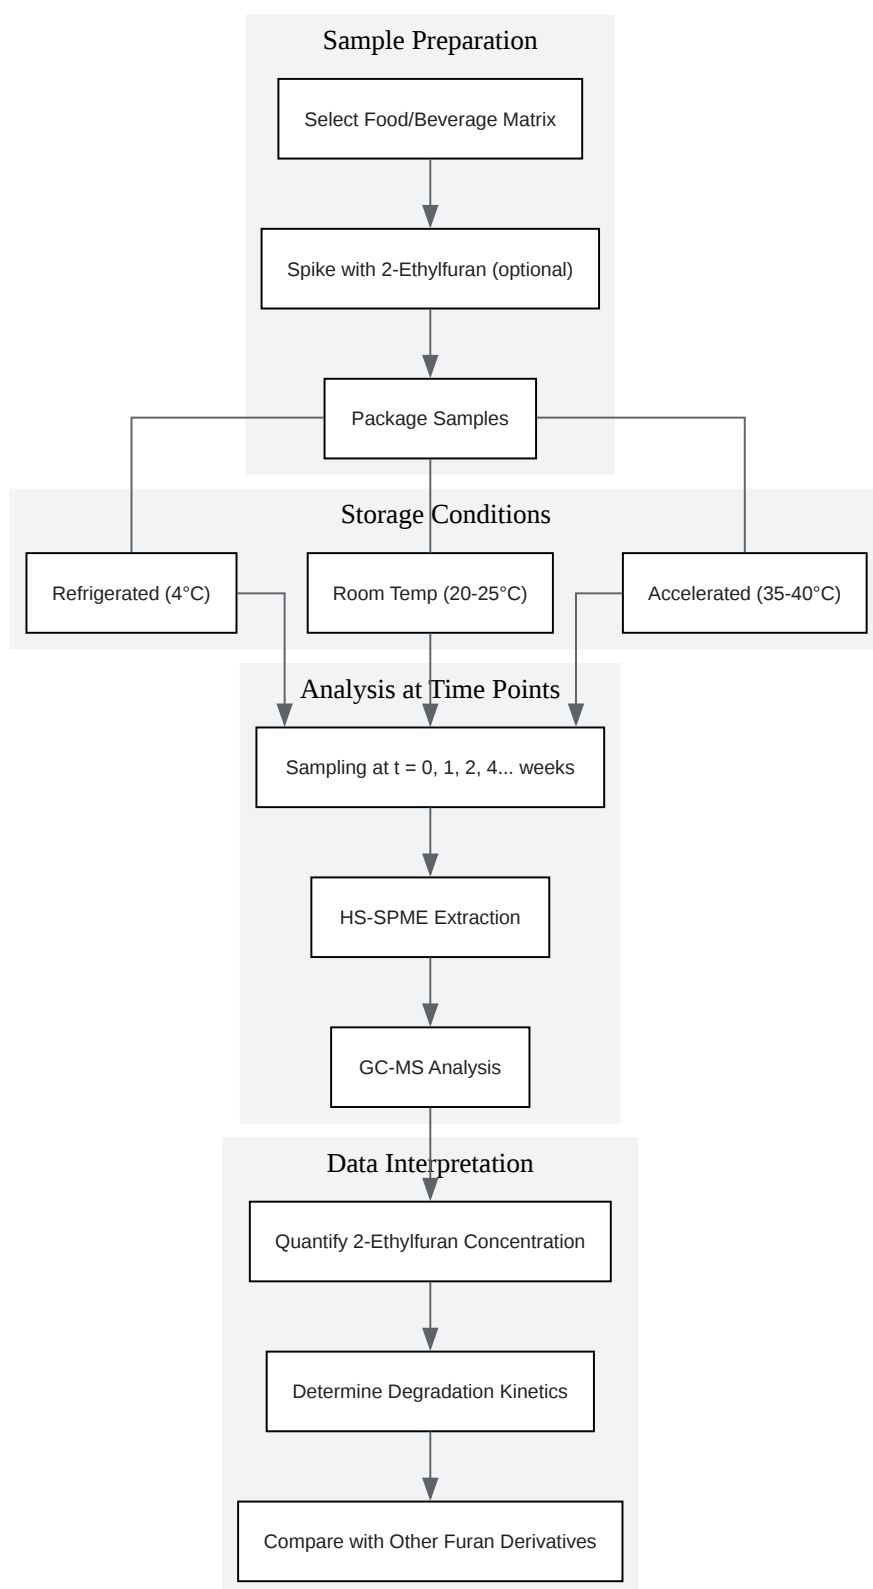 Sample Preparation
Select Food/Beverage Matrix
Spike with 2-Ethylfuran (optional)
Package Samples
Storage Conditions
Refrigerated (4°C)
Room Temp (20-25°C)
Accelerated (35-40°C)
Analysis at Time Points
Sampling at t = 0, 1, 2, 4... weeks
HS-SPME Extraction
GC-MS Analysis
Data Interpretation
Quantify 2-Ethylfuran Concentration
Determine Degradation Kinetics
Compare with Other Furan Derivatives